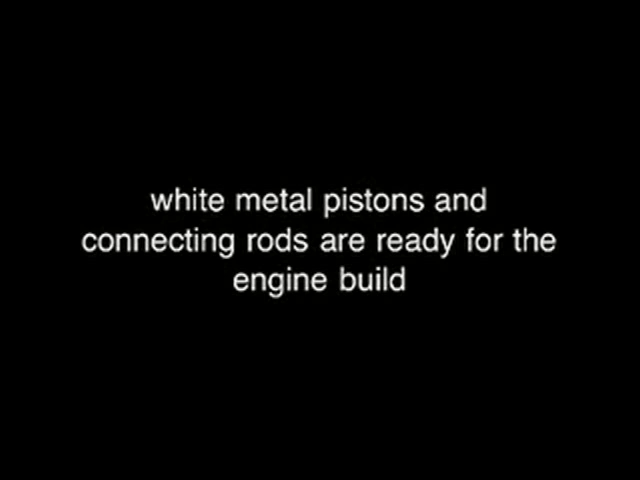 white metal pistons and
connecting rods are ready for the
engine build